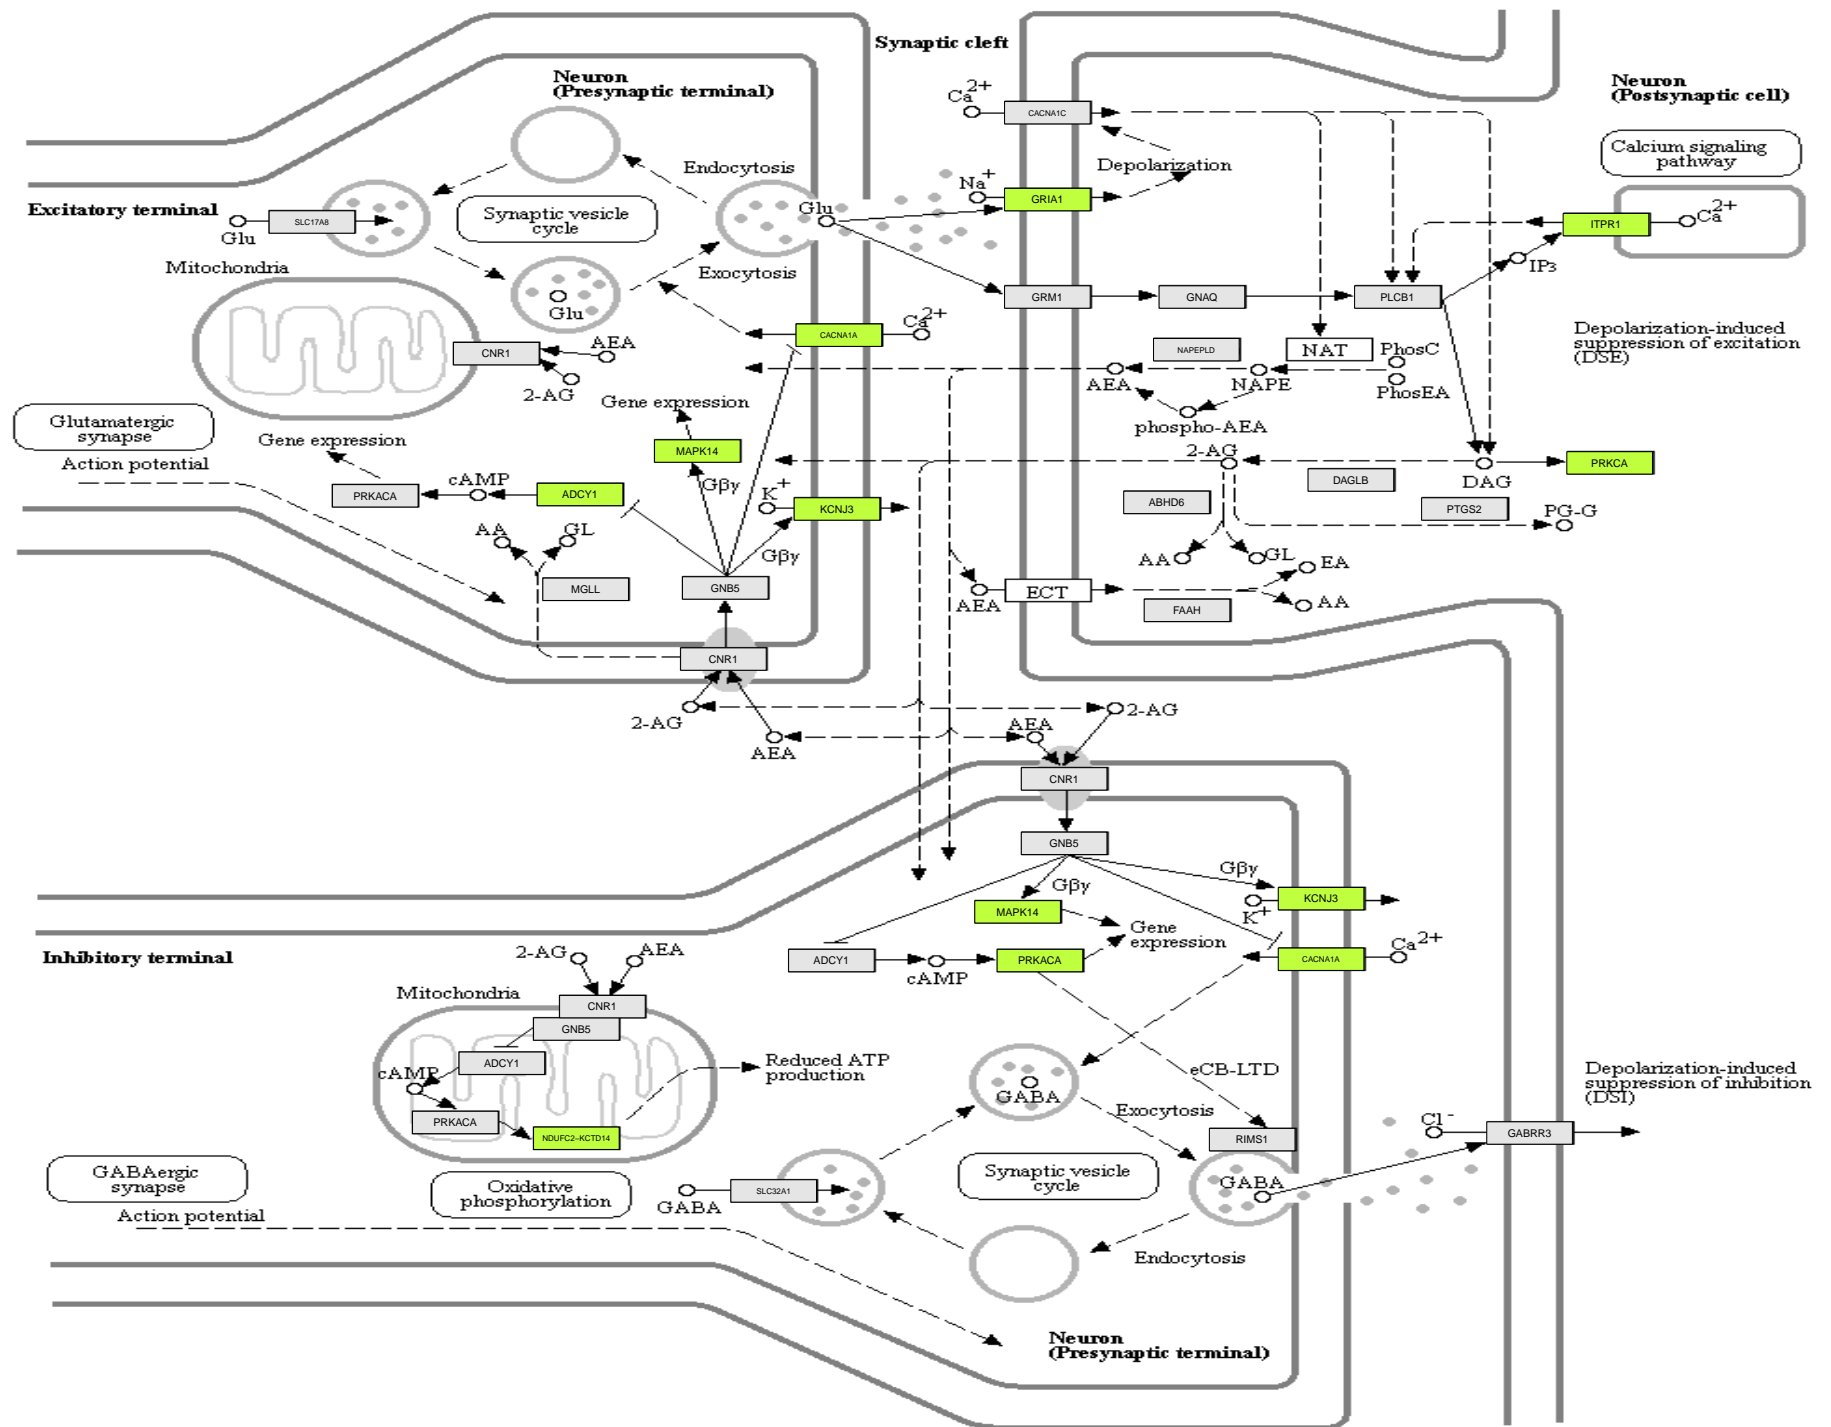 Synaptic cleft
Neuron
(Presynaptic terminal)
Neuron
(Postsynaptic cell)
Ca2+
CACNA1C
Calcium signaling
pathway
Endocytosis
Depolarization
Na+
GRIA1
Excitatory terminal
SLC17A8
Glu
Synaptic vesicle
cycle
Glu
ITPR1
Ca2+
Mitochondria
Exocytosis
IP3
Glu
GRM1
GNAQ
PLCB1
CACNA1A
Ca2+
Depolarization-induced
suppression of excitation
(DSE)
CNR1
AEA
2-AG
NAPEPLD
NAT
PhosC
PhosEA
AEA
NAPE
phospho-AEA
Gene expression
Glutamatergic
synapse
Gene expression
MAPK14
2-AG
DAG
PRKCA
Action potential
cAMP
PRKACA
ADCY1
Gβγ
K+
KCNJ3
DAGLB
ABHD6
PTGS2
PG-G
AA
GL
Gβγ
AA
GL
EA
MGLL
GNB5
AEA
ECT
FAAH
AA
CNR1
2-AG
AEA
AEA
2-AG
CNR1
GNB5
Gβγ
Gβγ
KCNJ3
K+
MAPK14
Gene
expression
Inhibitory terminal
2-AG
AEA
ADCY1
cAMP
PRKACA
CACNA1A
Ca2+
Mitochondria
CNR1
GNB5
ADCY1
cAMP
PRKACA
NDUFC2-KCTD14
Reduced ATP
production
eCB-LTD
GABA
Exocytosis
Depolarization-induced
suppression of inhibition
(DSI)
RIMS1
Cl-
GABRR3
GABAergic
synapse
Oxidative
phosphorylation
GABA
SLC32A1
Synaptic vesicle
cycle
GABA
Action potential
Endocytosis
Neuron
(Presynaptic terminal)